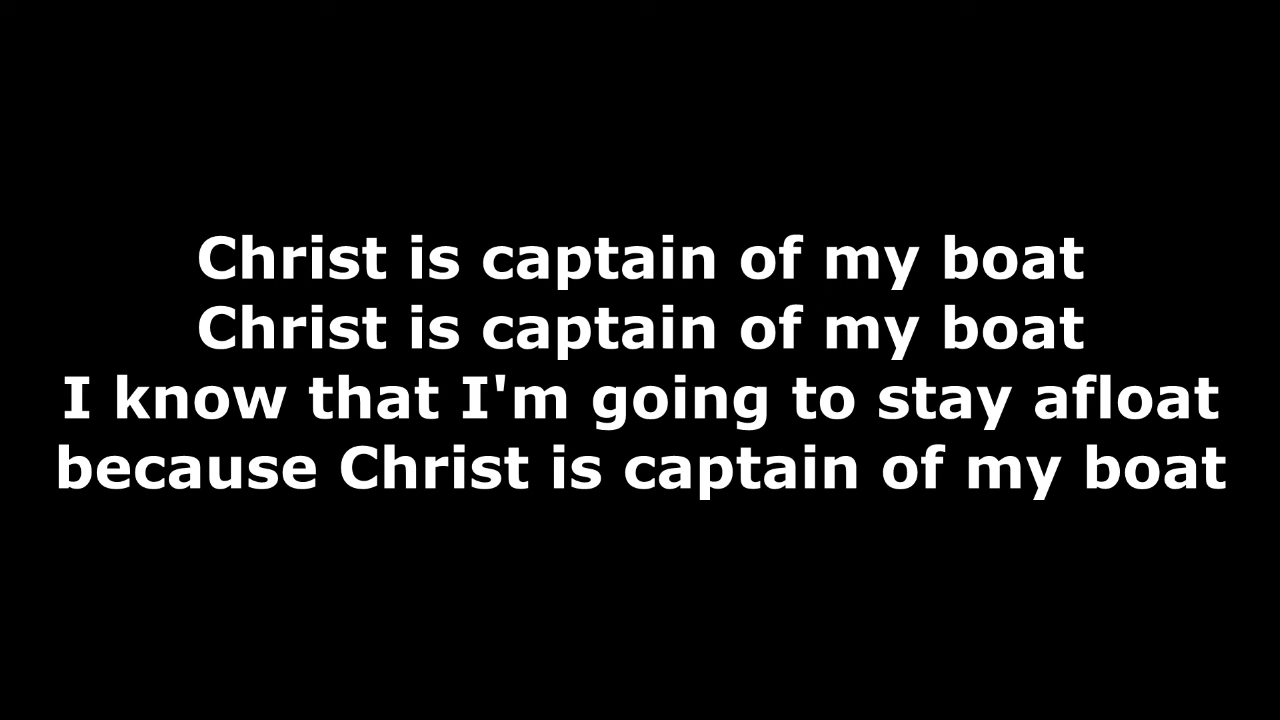 Christ is captain of my boat
Christ is captain of my boat
I know that I'm going to stay afloat
because Christ is captain of my boat